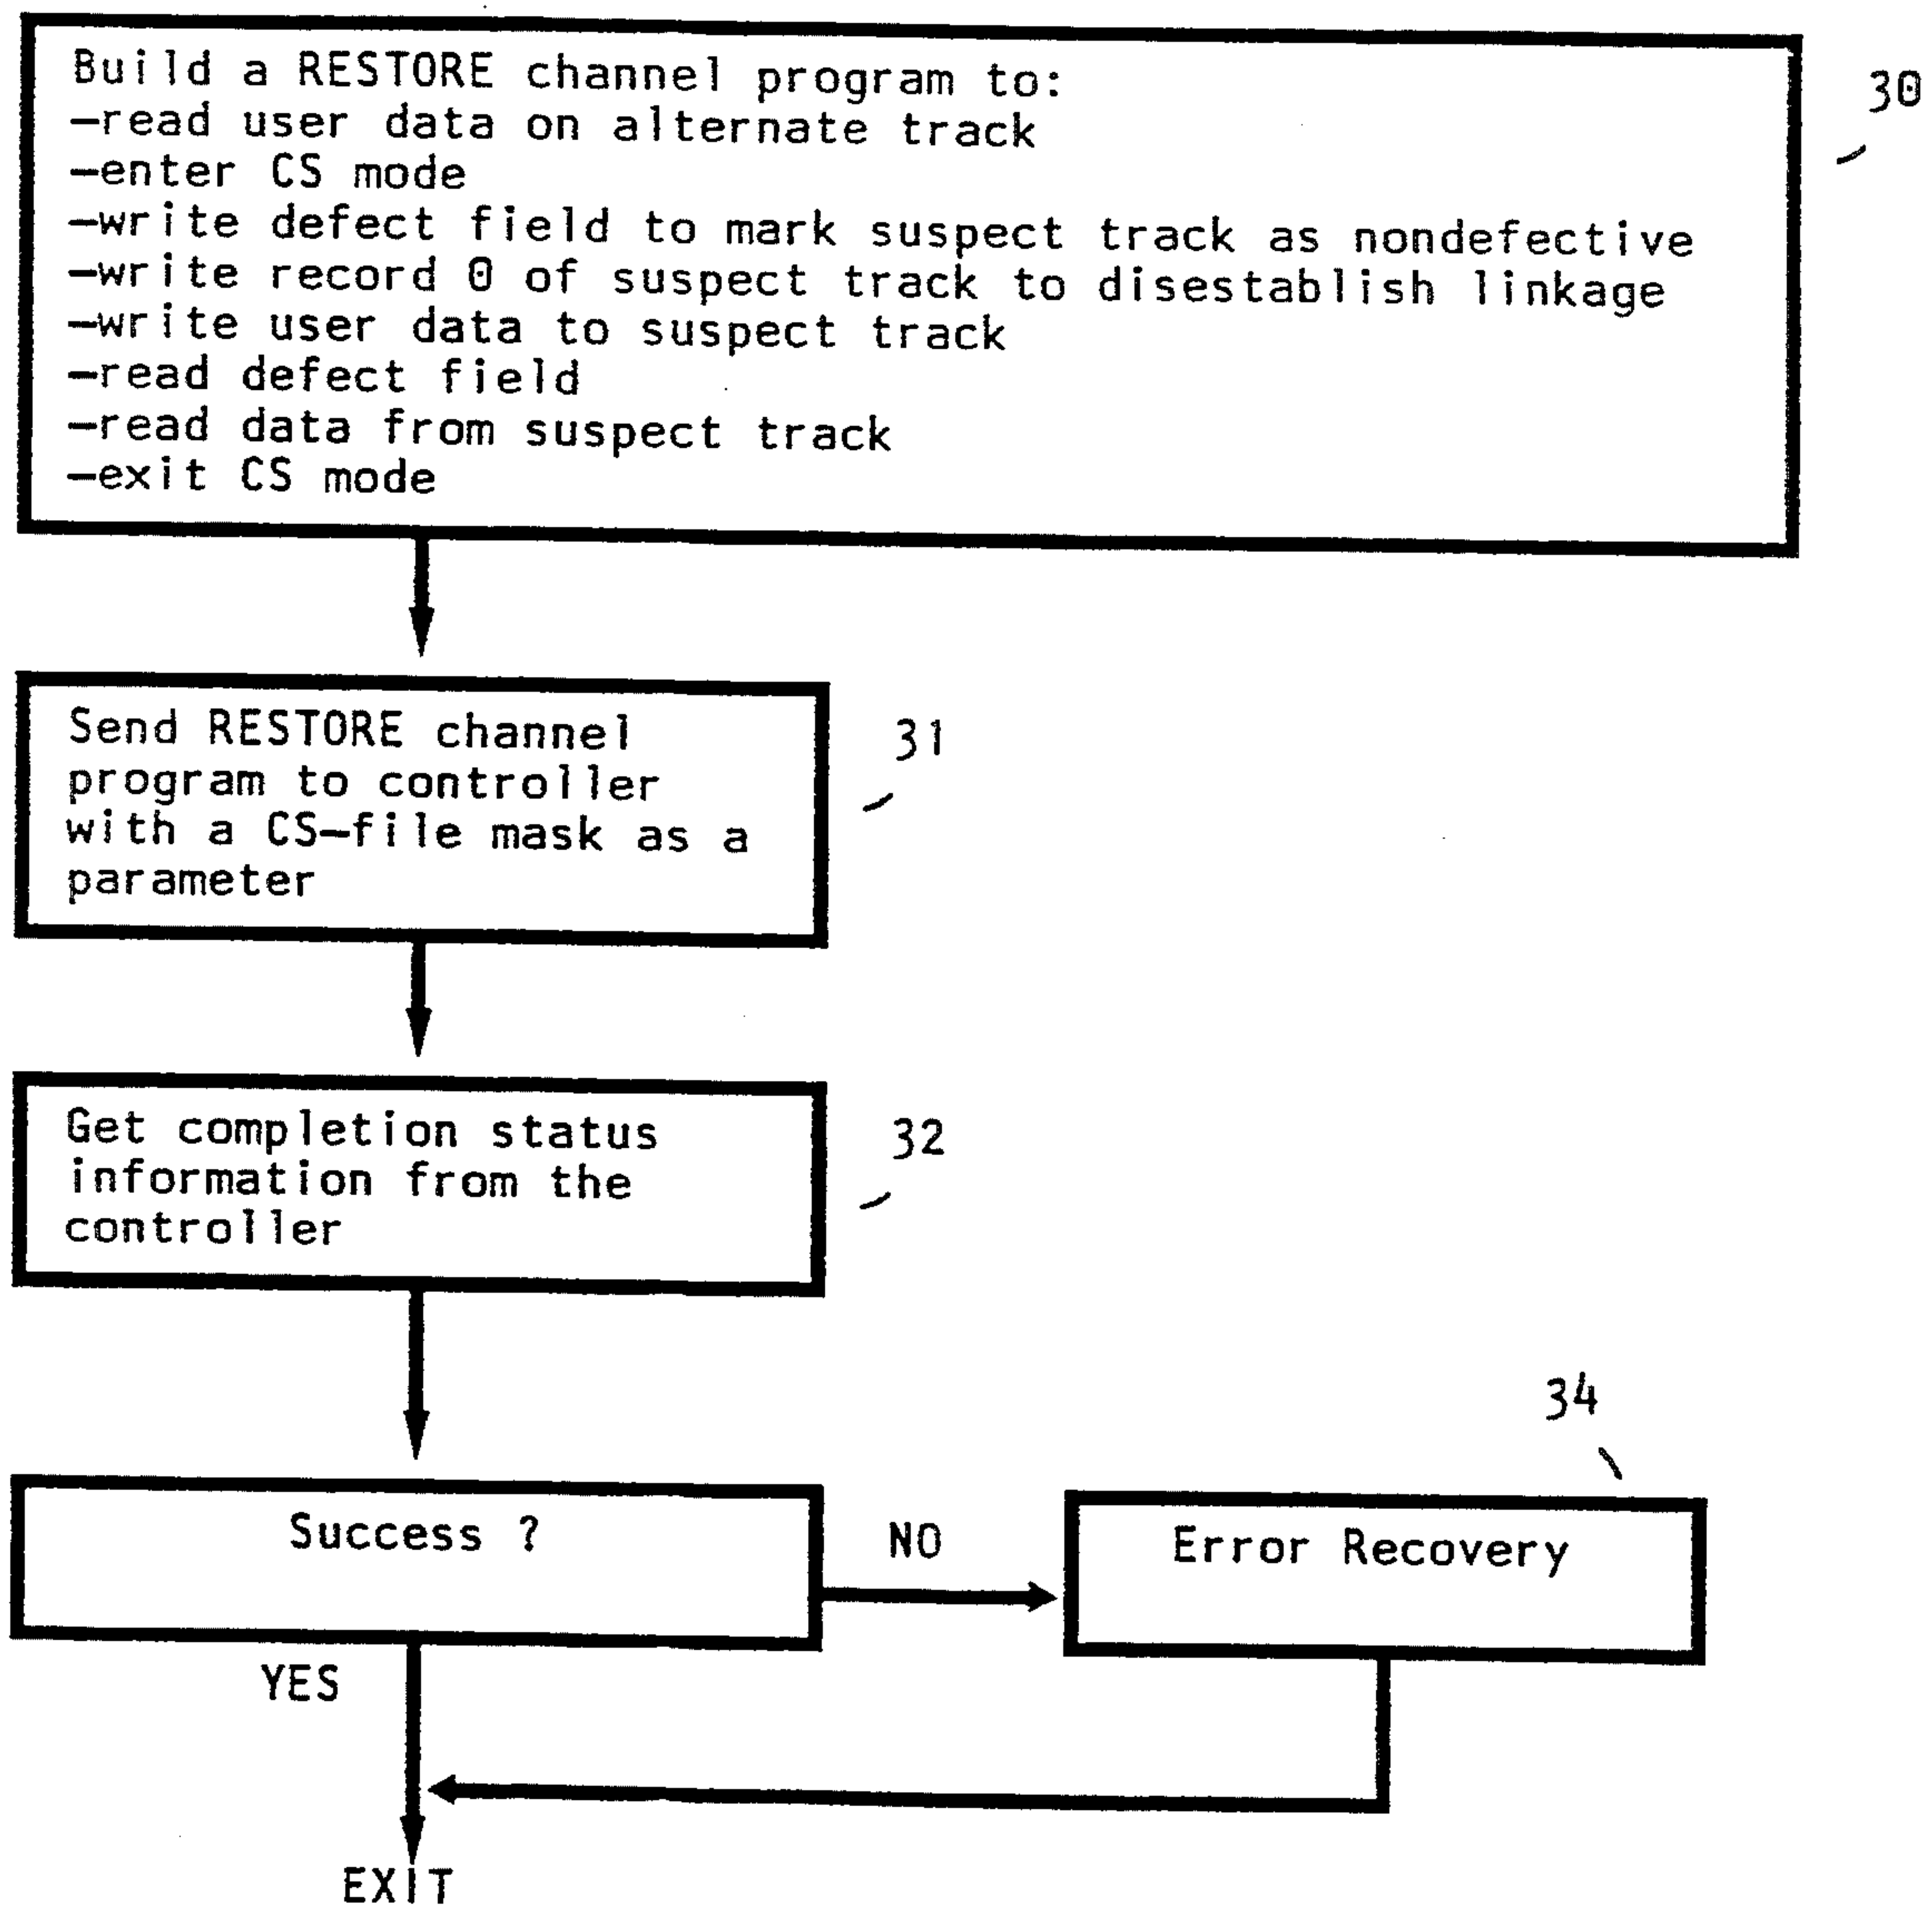 Build a RESTORE channel program to:
—read user data on alternate track
—enter CS mode
—write defect field to mark suspect track as nondefective
—write record 0 of suspect track to disestablish linkage
—write user data to suspect track
—read defect field
—read data from suspect track
—exit CS mode
30
Send RESTORE channel
program to controller
with a CS—file mask as a
parameter
31
Get completion status
information from the
controller
32
Success ?
NO
34
Error Recovery
YES
EXIT